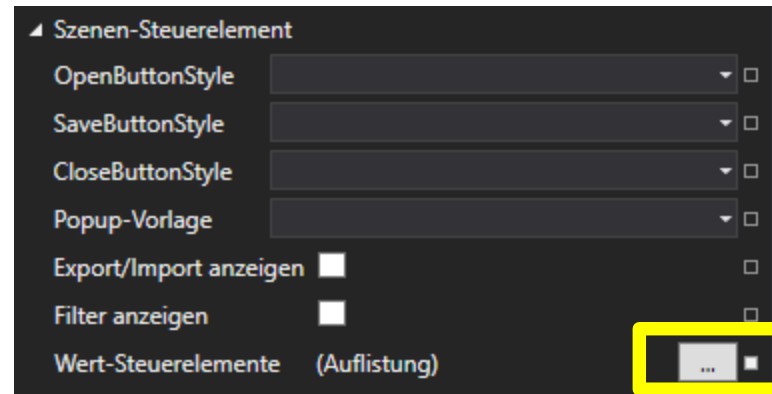 Szenen-Steuerelement
OpenButtonStyle
SaveButtonStyle
CloseButtonStyle
Popup-Vorlage
Export/Import anzeigen
Filter anzeigen
Wert-Steuerelemente (Auflistung) ...